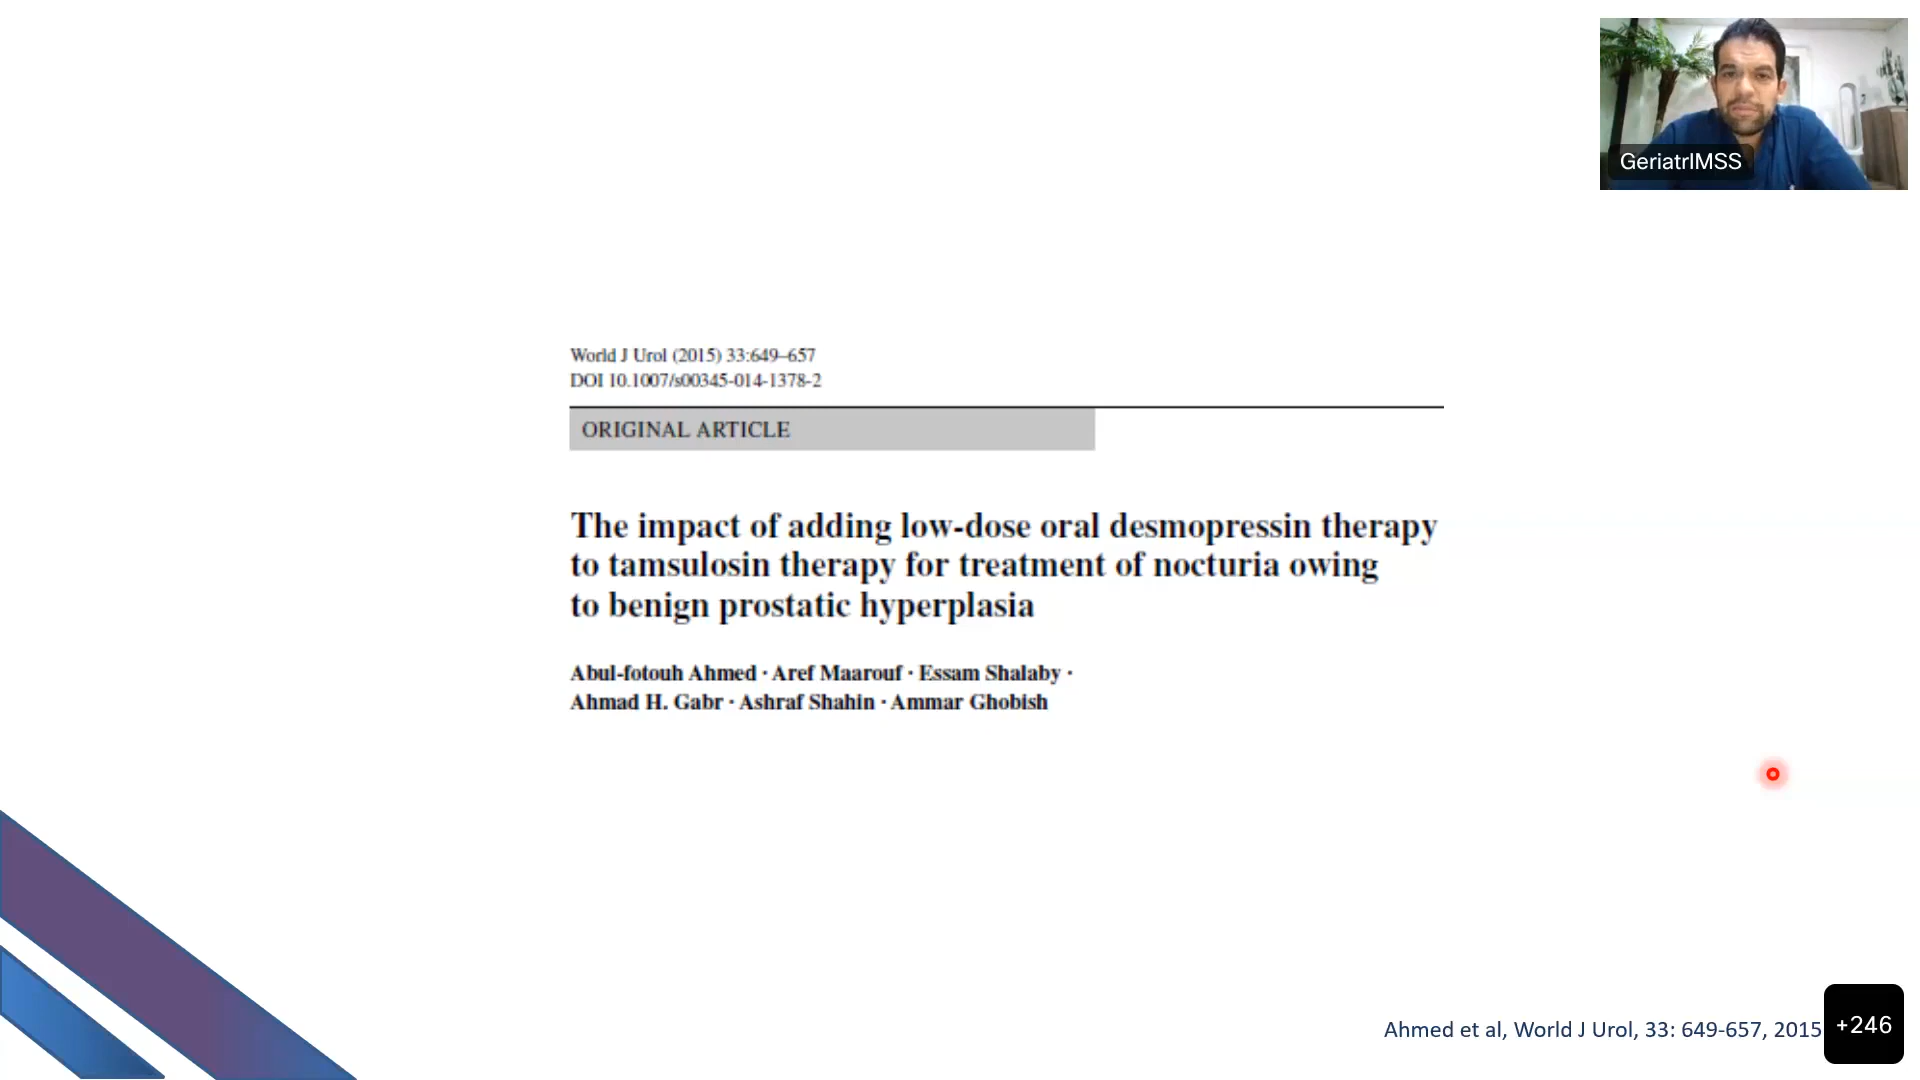 GeriatrIMSS
World J Urol (2015) 33:649–657
DOI 10.1007/s00345-014-1378-2
ORIGINAL ARTICLE
The impact of adding low-dose oral desmopressin therapy
to tamsulosin therapy for treatment of nocturia owing
to benign prostatic hyperplasia
Abul-fotouh Ahmed · Aref Maarouf · Essam Shalaby ·
Ahmad H. Gabr · Ashraf Shahin · Ammar Ghobish
Ahmed et al, World J Urol, 33: 649-657, 2015
+246